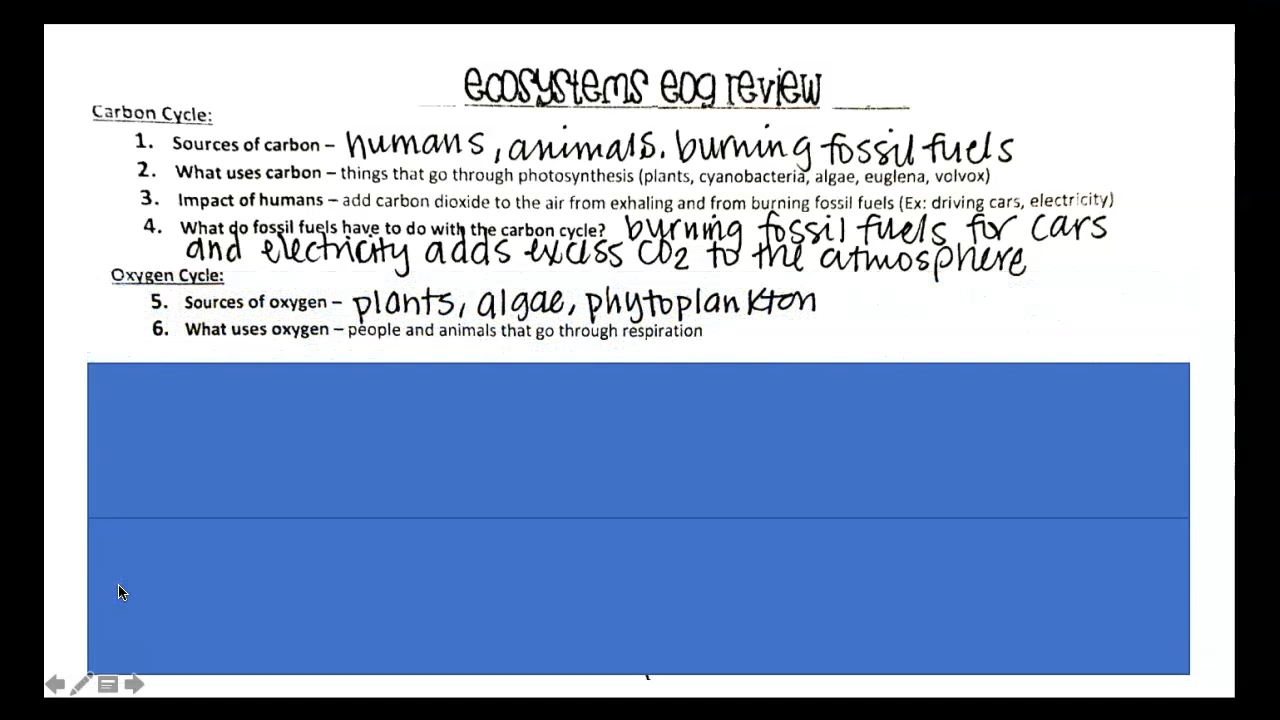 ecosystems eog review
Carbon Cycle:
1. Sources of carbon – humans, animals. burning fossil fuels
2. What uses carbon – things that go through photosynthesis (plants, cyanobacteria, algae, euglena, volvox)
3. Impact of humans – add carbon dioxide to the air from exhaling and from burning fossil fuels (Ex: driving cars, electricity)
4. What do fossil fuels have to do with the carbon cycle? burning fossil fuels for cars
and electricity adds excess CO2 to the atmosphere
Oxygen Cycle:
5. Sources of oxygen – plants, algae, phytoplankton
6. What uses oxygen – people and animals that go through respiration